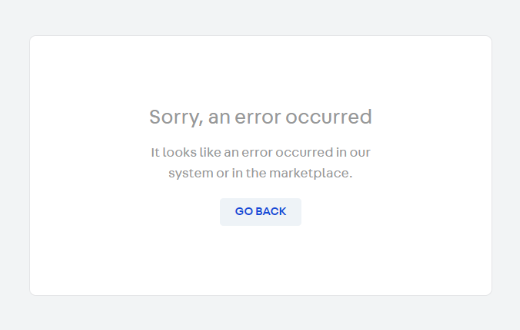 Sorry, an error occurred
It looks like an error occurred in our
system or in the marketplace.
GO BACK